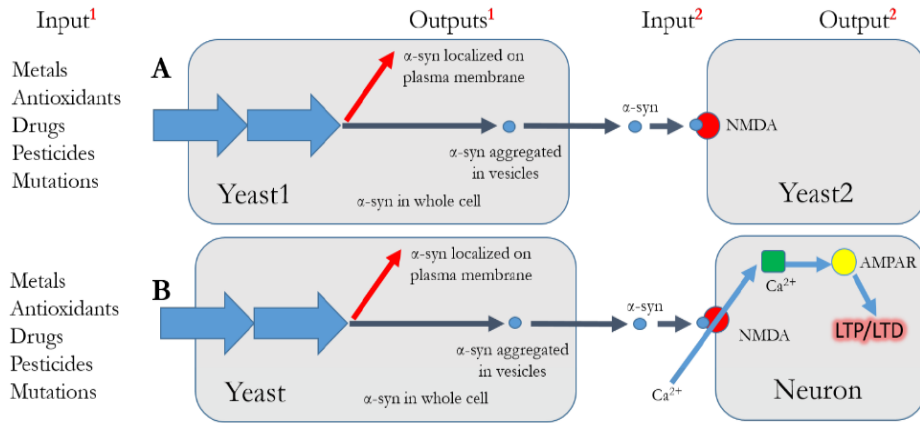 Input1
Outputs1
Input2
Output2
Metals
Antioxidants
Drugs
Pesticides
Mutations
A
α-syn localized on
plasma membrane
α-syn aggregated
in vesicles
Yeast1
α-syn in whole cell
α-syn
NMDA
Yeast2
Metals
Antioxidants
Drugs
Pesticides
Mutations
B
α-syn localized on
plasma membrane
α-syn aggregated
in vesicles
Yeast
α-syn in whole cell
α-syn
Ca2+
NMDA
Ca2+
AMPAR
LTP/LTD
Neuron